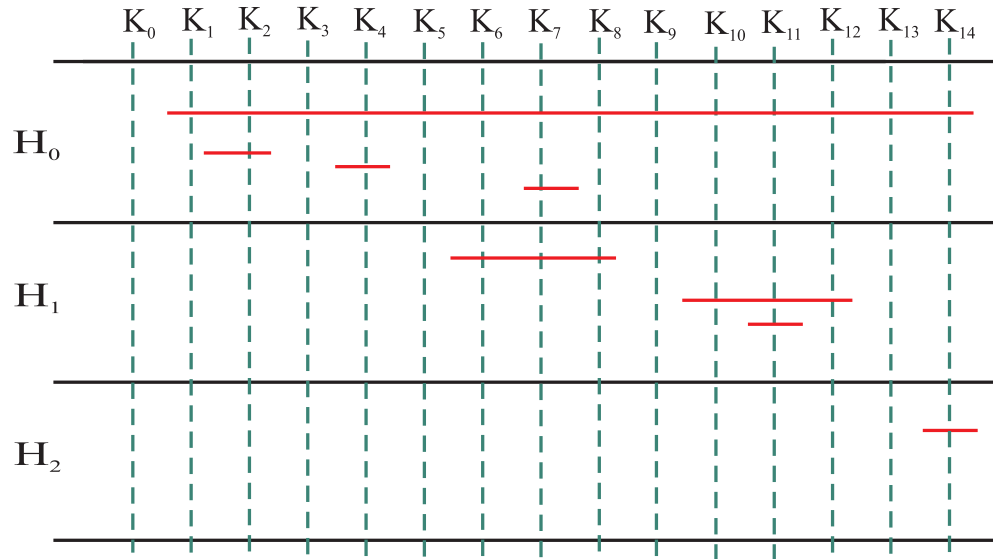 K₀ K₁ K₂ K₃ K₄ K₅ K₆ K₇ K₈ K₉ K₁₀ K₁₁ K₁₂ K₁₃ K₁₄
H₀
H₁
H₂